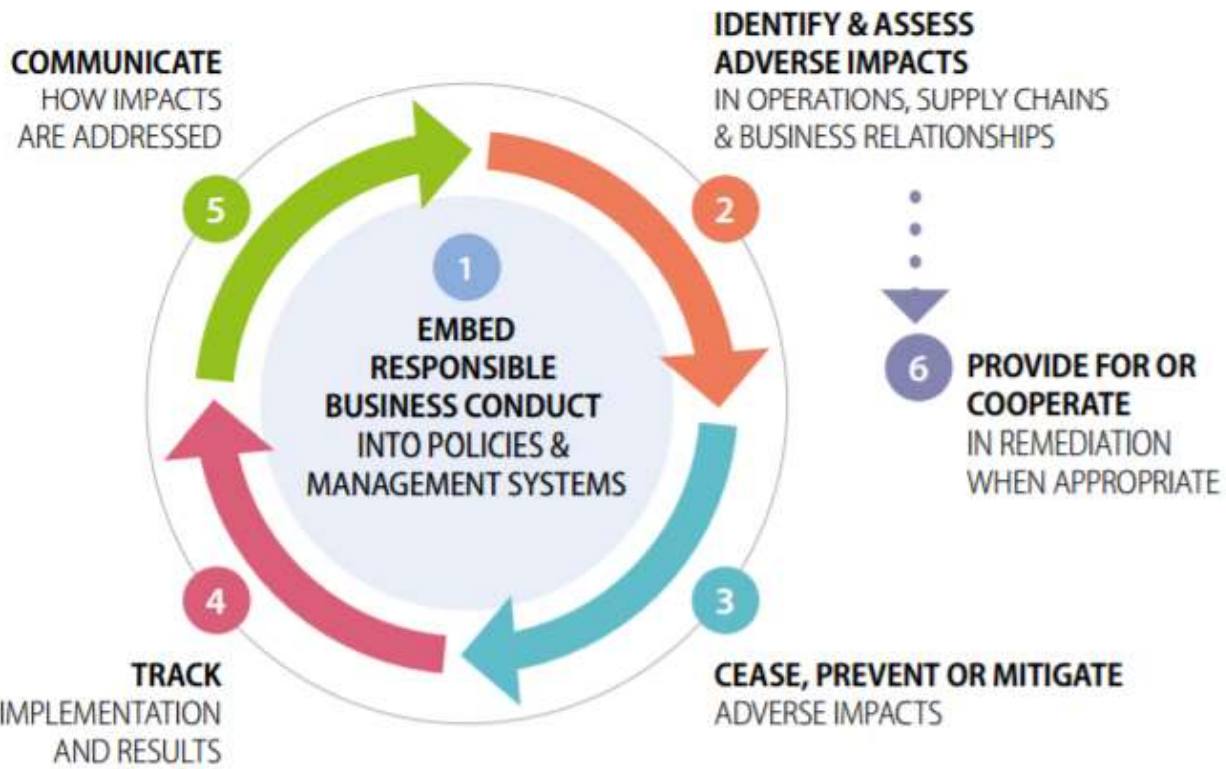 COMMUNICATE
HOW IMPACTS
ARE ADDRESSED
5
IDENTIFY & ASSESS
ADVERSE IMPACTS
IN OPERATIONS, SUPPLY CHAINS
& BUSINESS RELATIONSHIPS
2
1
EMBED
RESPONSIBLE
BUSINESS CONDUCT
INTO POLICIES &
MANAGEMENT SYSTEMS
6
PROVIDE FOR OR
COOPERATE
IN REMEDIATION
WHEN APPROPRIATE
4
TRACK
IMPLEMENTATION
AND RESULTS
3
CEASE, PREVENT OR MITIGATE
ADVERSE IMPACTS